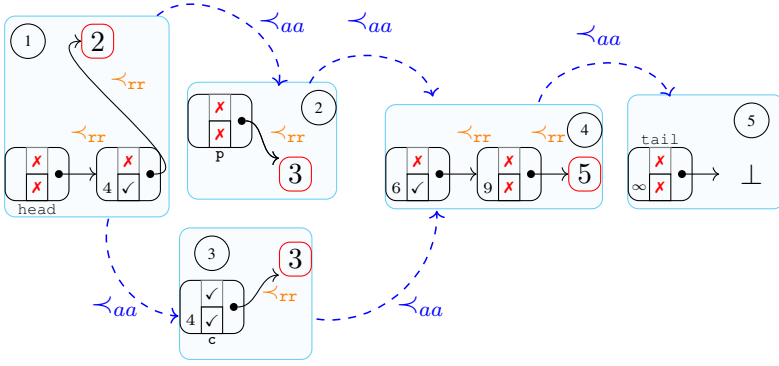 1
2
≺rr
≺rr
✗
✗
head
4
✗
✓
≺aa
✗
✗
p
2
≺rr
3
≺aa
≺aa
3
3
4
✓
✓
c
≺rr
≺aa
4
≺rr
≺rr
6
✗
✓
9
✗
✗
5
≺aa
5
tail
∞
✗
✗
⊥
≺aa